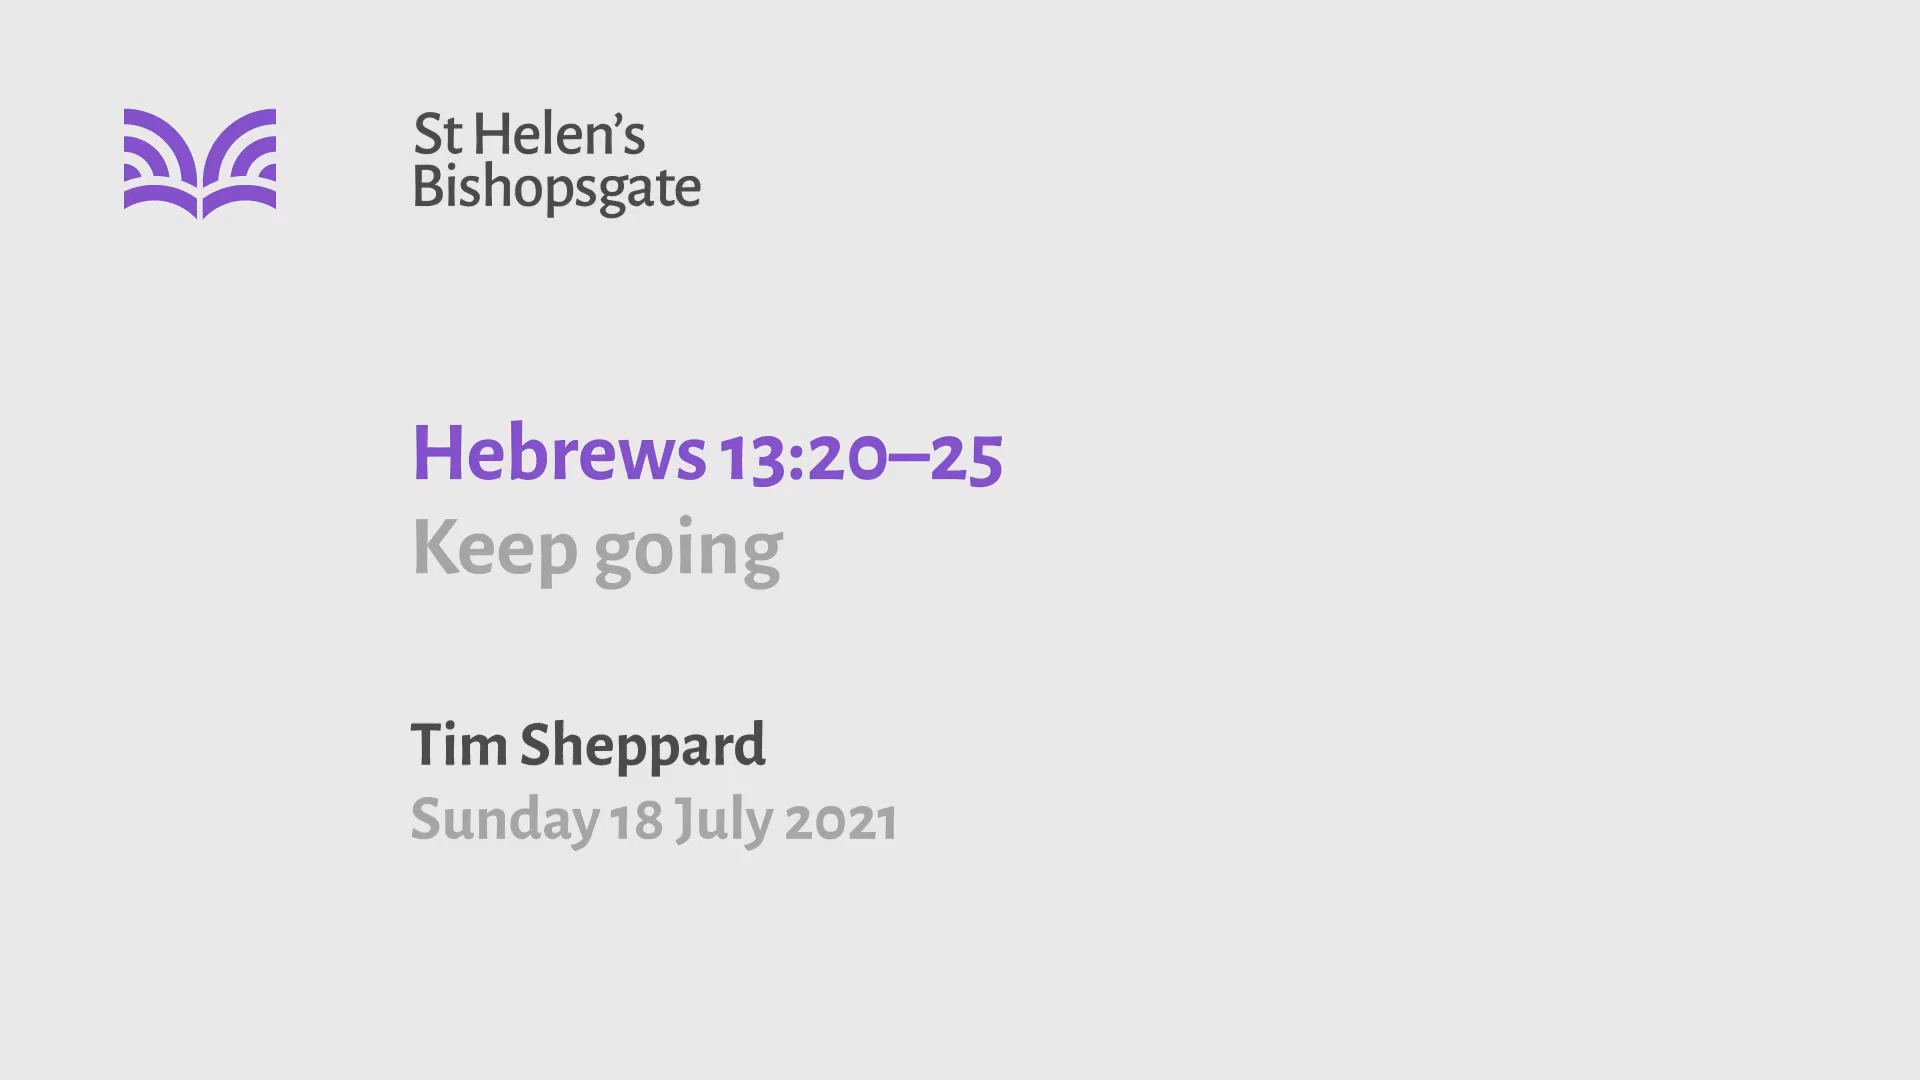 St Helen’s
Bishopsgate
Hebrews 13:20–25
Keep going
Tim Sheppard
Sunday 18 July 2021